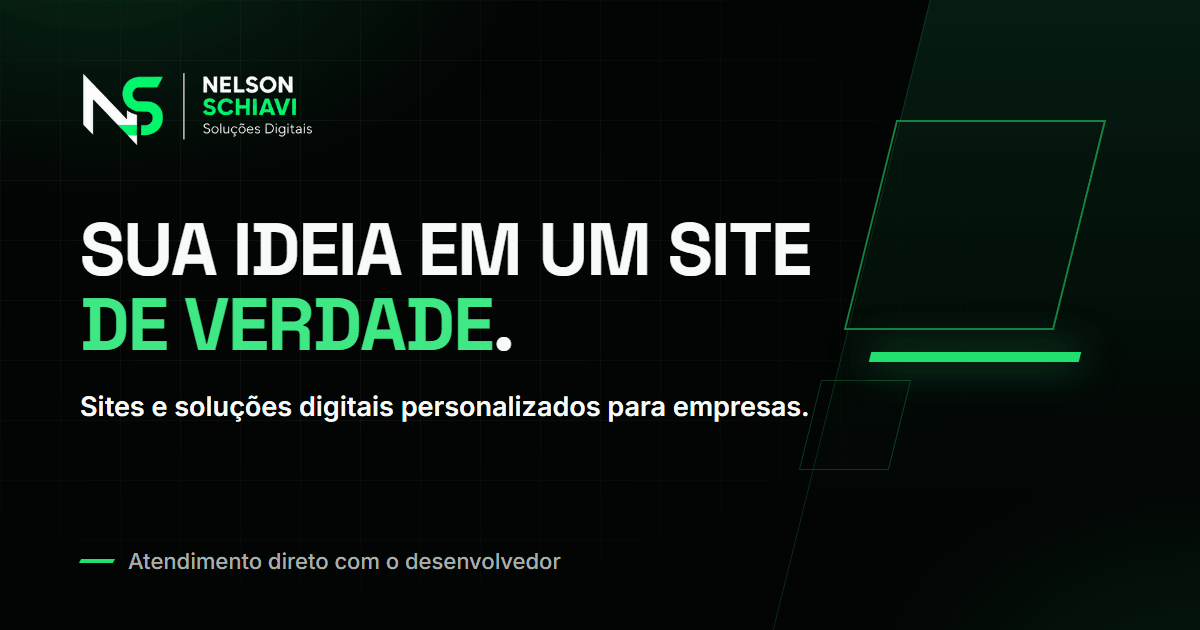 NS
NELSON
SCHIAVI
Soluções Digitais
SUA IDEIA EM UM SITE
DE VERDADE.
Sites e soluções digitais personalizados para empresas.
Atendimento direto com o desenvolvedor